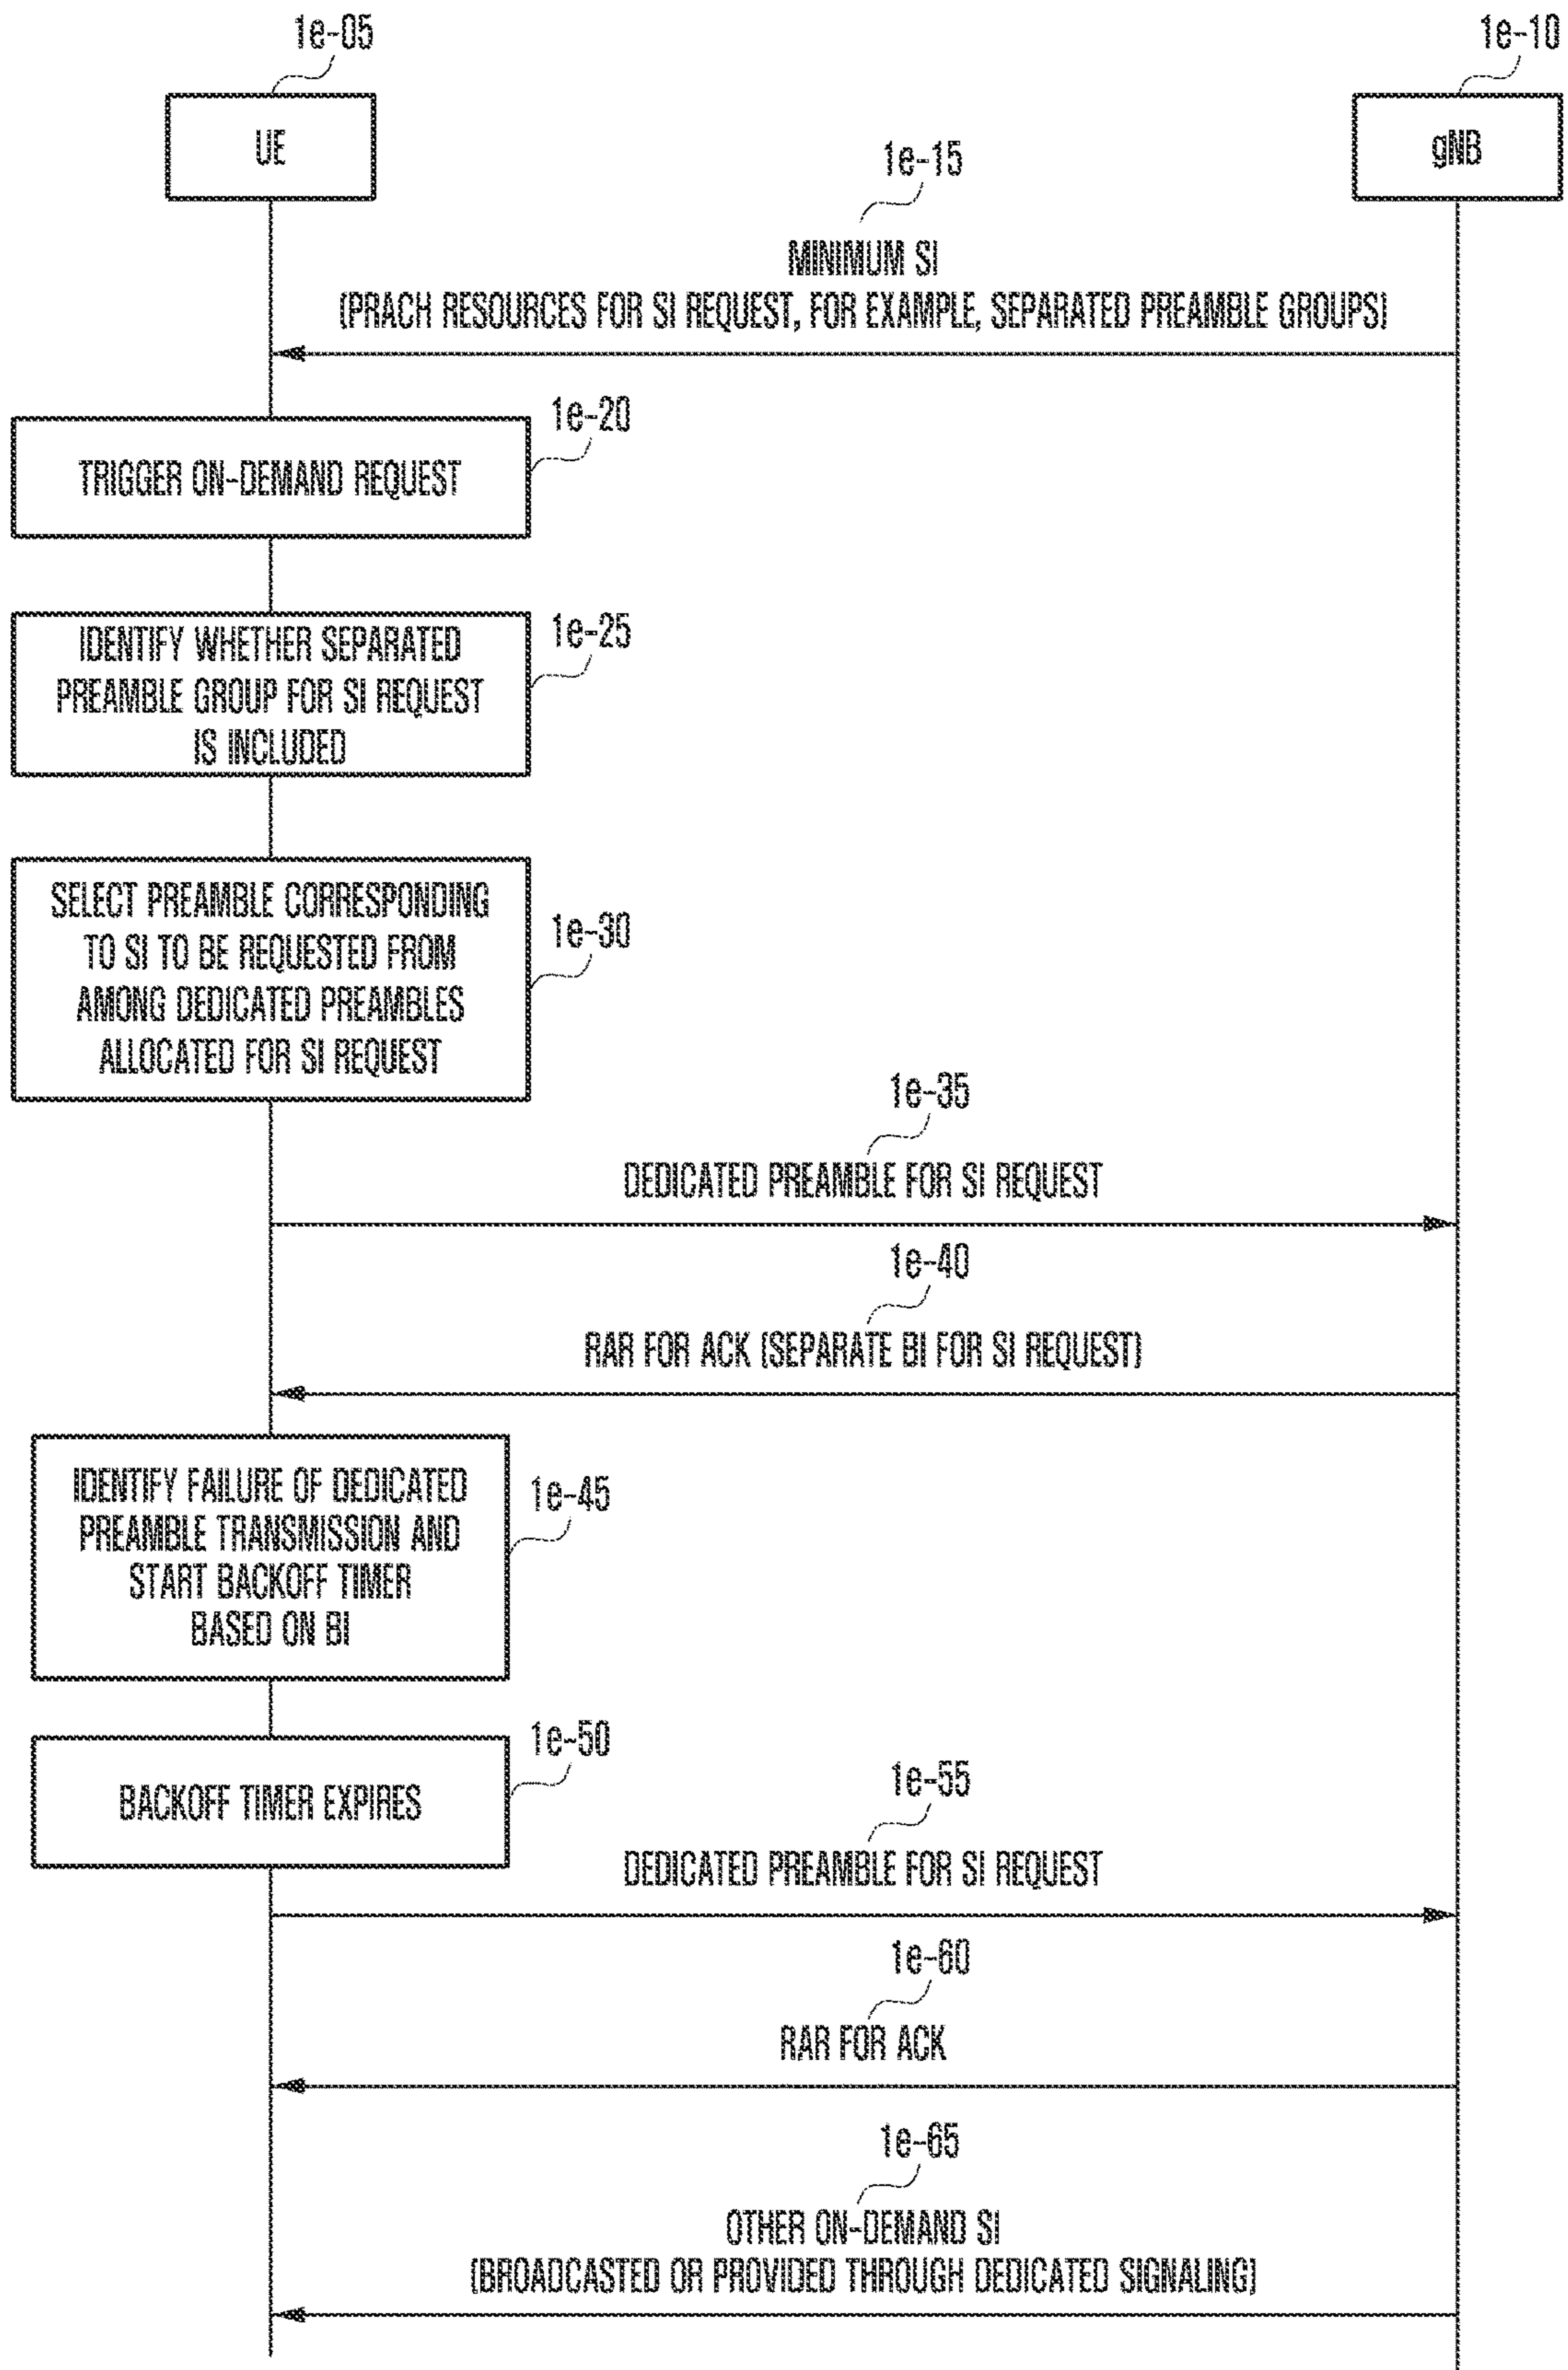 1e-05
1e-10
UE
gNB
1e-15
MINIMUM SI
(PRACH RESOURCES FOR SI REQUEST, FOR EXAMPLE, SEPARATED PREAMBLE GROUPS)
1e-20
TRIGGER ON-DEMAND REQUEST
1e-25
IDENTIFY WHETHER SEPARATED
PREAMBLE GROUP FOR SI REQUEST
IS INCLUDED
1e-30
SELECT PREAMBLE CORRESPONDING
TO SI TO BE REQUESTED FROM
AMONG DEDICATED PREAMBLES
ALLOCATED FOR SI REQUEST
1e-35
DEDICATED PREAMBLE FOR SI REQUEST
1e-40
RAR FOR ACK (SEPARATE BI FOR SI REQUEST)
1e-45
IDENTIFY FAILURE OF DEDICATED
PREAMBLE TRANSMISSION AND
START BACKOFF TIMER
BASED ON BI
1e-50
BACKOFF TIMER EXPIRES
1e-55
DEDICATED PREAMBLE FOR SI REQUEST
1e-60
RAR FOR ACK
1e-65
OTHER ON-DEMAND SI
(BROADCASTED OR PROVIDED THROUGH DEDICATED SIGNALING)